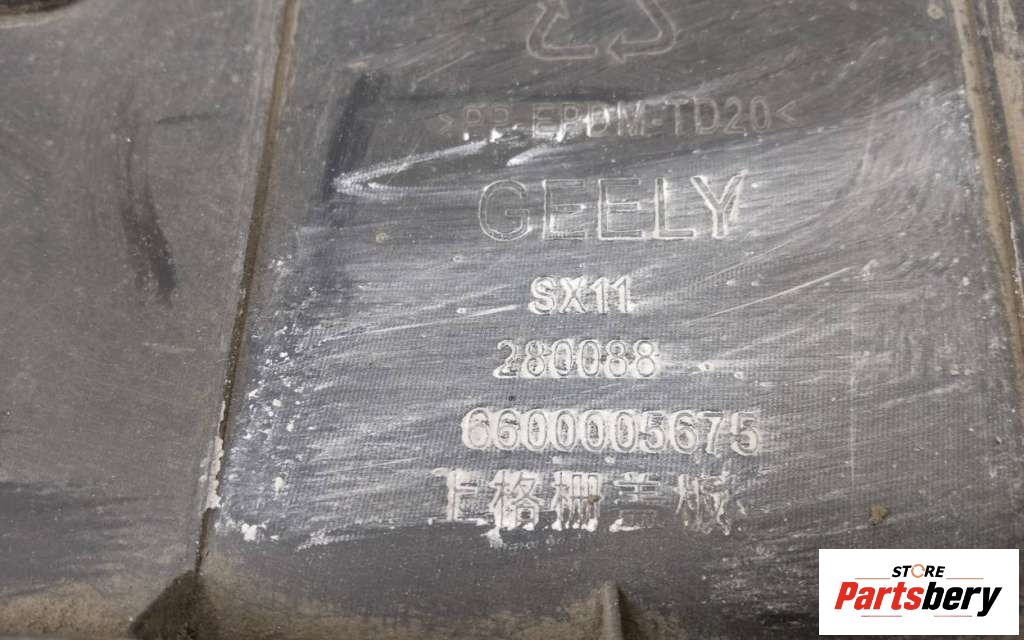 >PP-EPDM-TD20<
GEELY
SX11
280088
6600005675
上格栅盖板
STORE
Partsbery